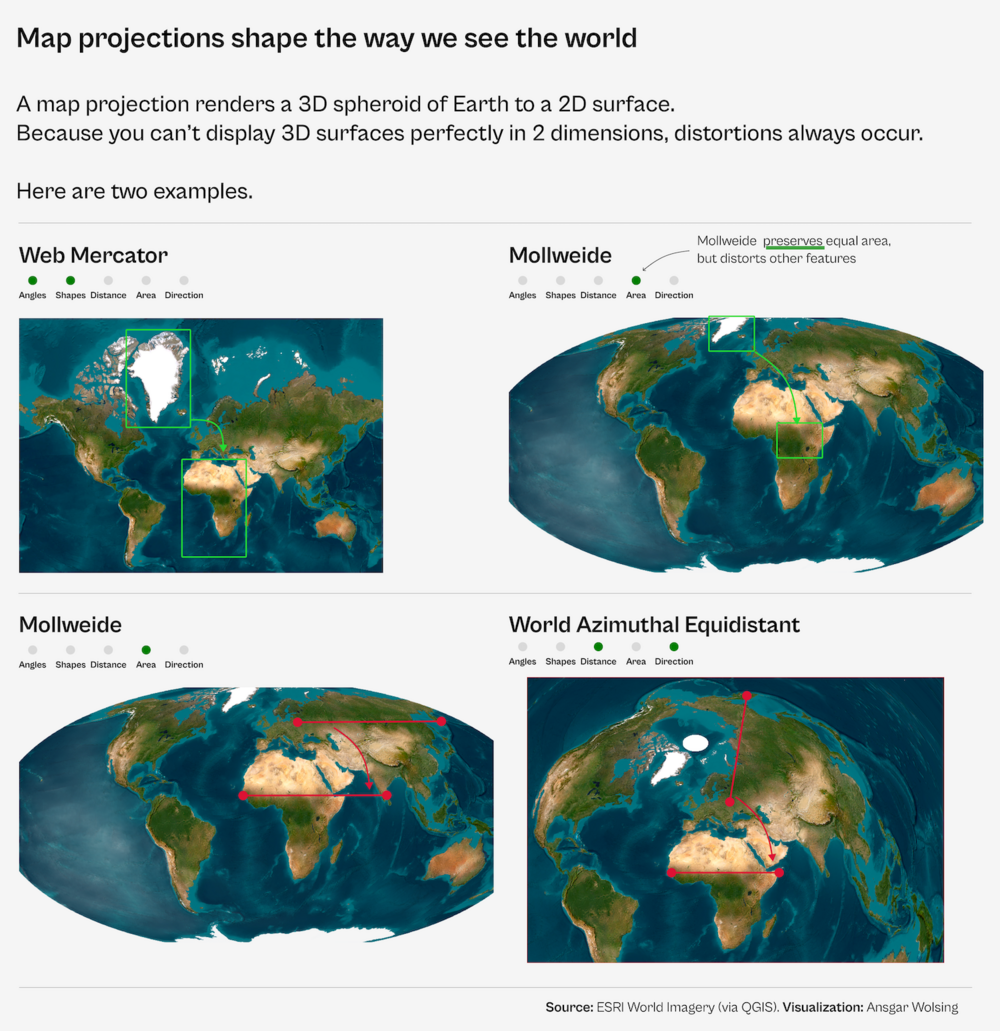 Map projections shape the way we see the world
A map projection renders a 3D spheroid of Earth to a 2D surface.
Because you can't display 3D surfaces perfectly in 2 dimensions, distortions always occur.
Here are two examples.
Web Mercator
Angles Shapes Distance Area Direction
Mollweide
Mollweide preserves equal area,
but distorts other features
Angles Shapes Distance Area Direction
Mollweide
Angles Shapes Distance Area Direction
World Azimuthal Equidistant
Angles Shapes Distance Area Direction
Source: ESRI World Imagery (via QGIS). Visualization: Ansgar Wolsing